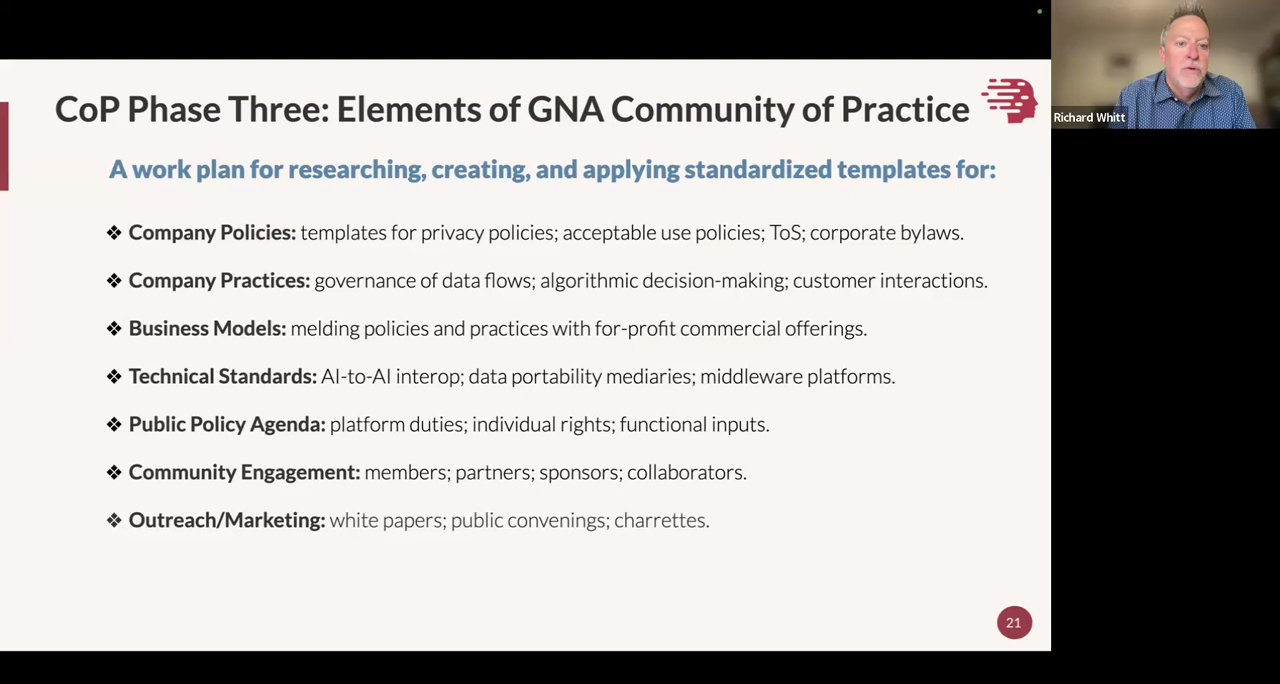 CoP Phase Three: Elements of GNA Community of Practice
Richard Whitt
A work plan for researching, creating, and applying standardized templates for:
❖ Company Policies: templates for privacy policies; acceptable use policies; ToS; corporate bylaws.
❖ Company Practices: governance of data flows; algorithmic decision-making; customer interactions.
❖ Business Models: melding policies and practices with for-profit commercial offerings.
❖ Technical Standards: AI-to-AI interop; data portability mediaries; middleware platforms.
❖ Public Policy Agenda: platform duties; individual rights; functional inputs.
❖ Community Engagement: members; partners; sponsors; collaborators.
❖ Outreach/Marketing: white papers; public convenings; charrettes.
21